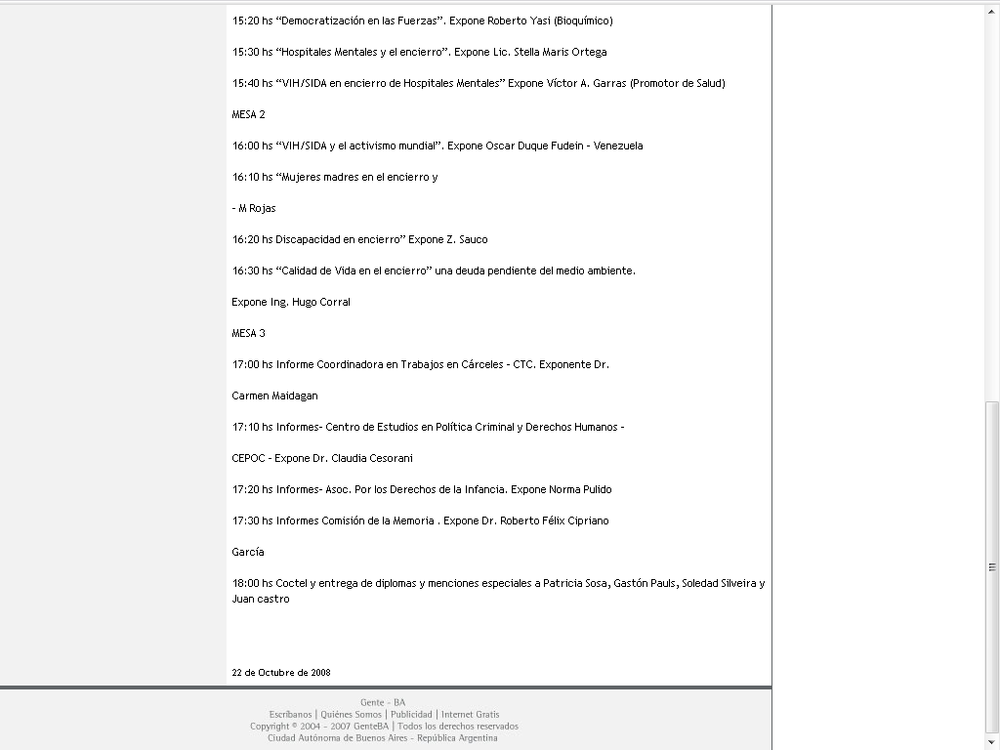 15:20 hs “Democratización en las Fuerzas”. Expone Roberto Yasi (Bioquímico)
15:30 hs “Hospitales Mentales y el encierro”. Expone Lic. Stella Maris Ortega
15:40 hs “VIH/SIDA en encierro de Hospitales Mentales” Expone Víctor A. Garras (Promotor de Salud)
MESA 2
16:00 hs “VIH/SIDA y el activismo mundial”. Expone Oscar Duque Fudein - Venezuela
16:10 hs “Mujeres madres en el encierro y
- M Rojas
16:20 hs Discapacidad en encierro” Expone Z. Sauco
16:30 hs “Calidad de Vida en el encierro” una deuda pendiente del medio ambiente.
Expone Ing. Hugo Corral
MESA 3
17:00 hs Informe Coordinadora en Trabajos en Cárceles - CTC. Exponente Dr.
Carmen Maidagan
17:10 hs Informes- Centro de Estudios en Política Criminal y Derechos Humanos -
CEPOC - Expone Dr. Claudia Cesorani
17:20 hs Informes- Asoc. Por los Derechos de la Infancia. Expone Norma Pulido
17:30 hs Informes Comisión de la Memoria . Expone Dr. Roberto Félix Cipriano
García
18:00 hs Coctel y entrega de diplomas y menciones especiales a Patricia Sosa, Gastón Pauls, Soledad Silveira y
Juan castro
22 de Octubre de 2008
Gente - BA
Escríbanos | Quiénes Somos | Publicidad | Internet Gratis
Copyright © 2004 - 2007 GenteBA | Todos los derechos reservados
Ciudad Autónoma de Buenos Aires - República Argentina